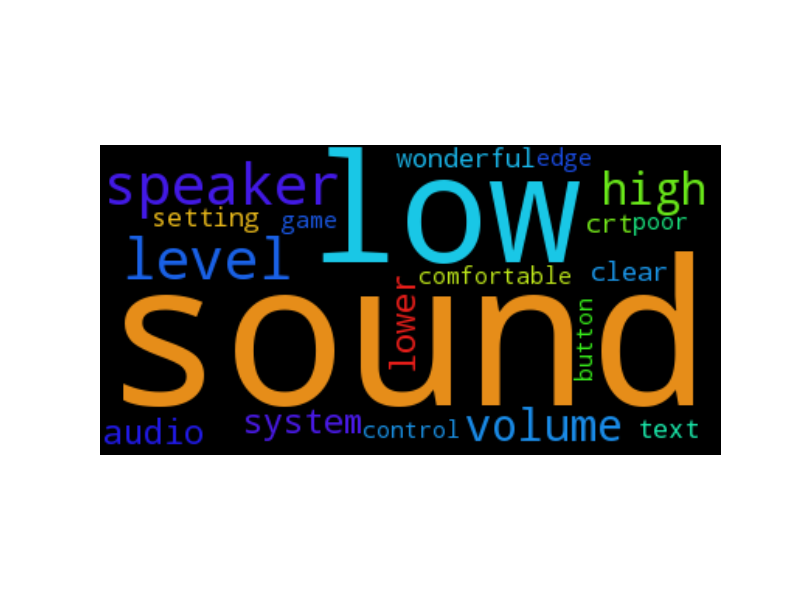 wonderful edge
speaker low high
setting game crt poor
level comfortable clear
sound lower button
audio system control volume text